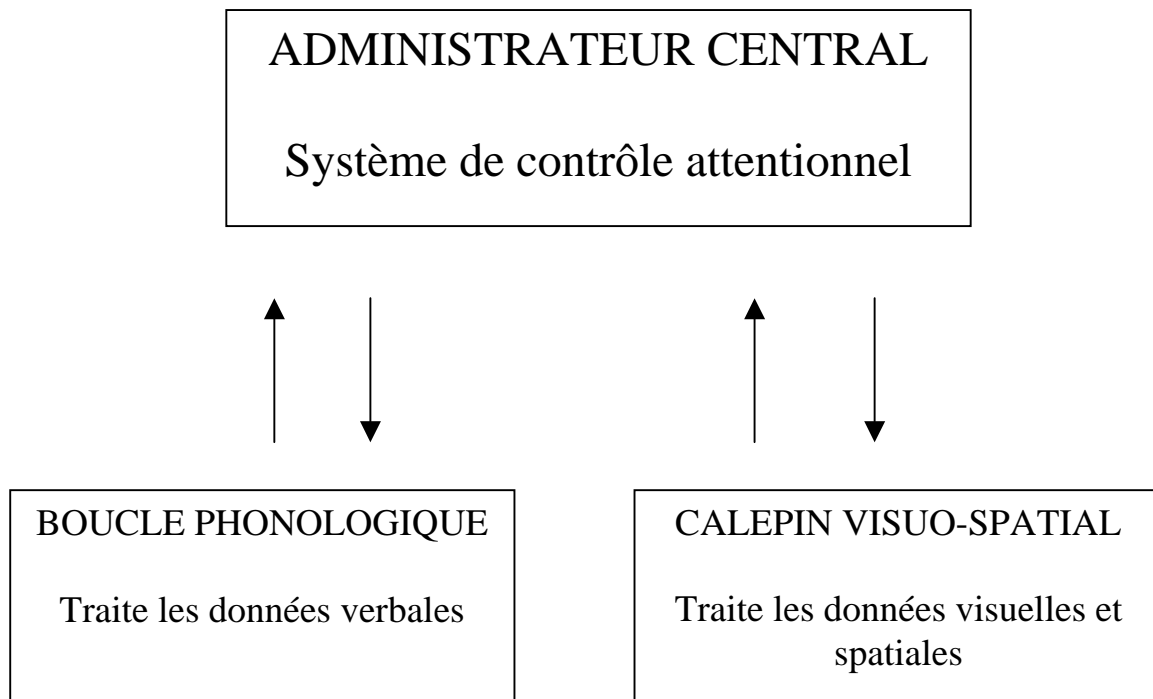 ADMINISTRATEUR CENTRAL
Système de contrôle attentionnel
BOUCLE PHONOLOGIQUE
Traite les données verbales
CALEPIN VISUO-SPATIAL
Traite les données visuelles et
spatiales